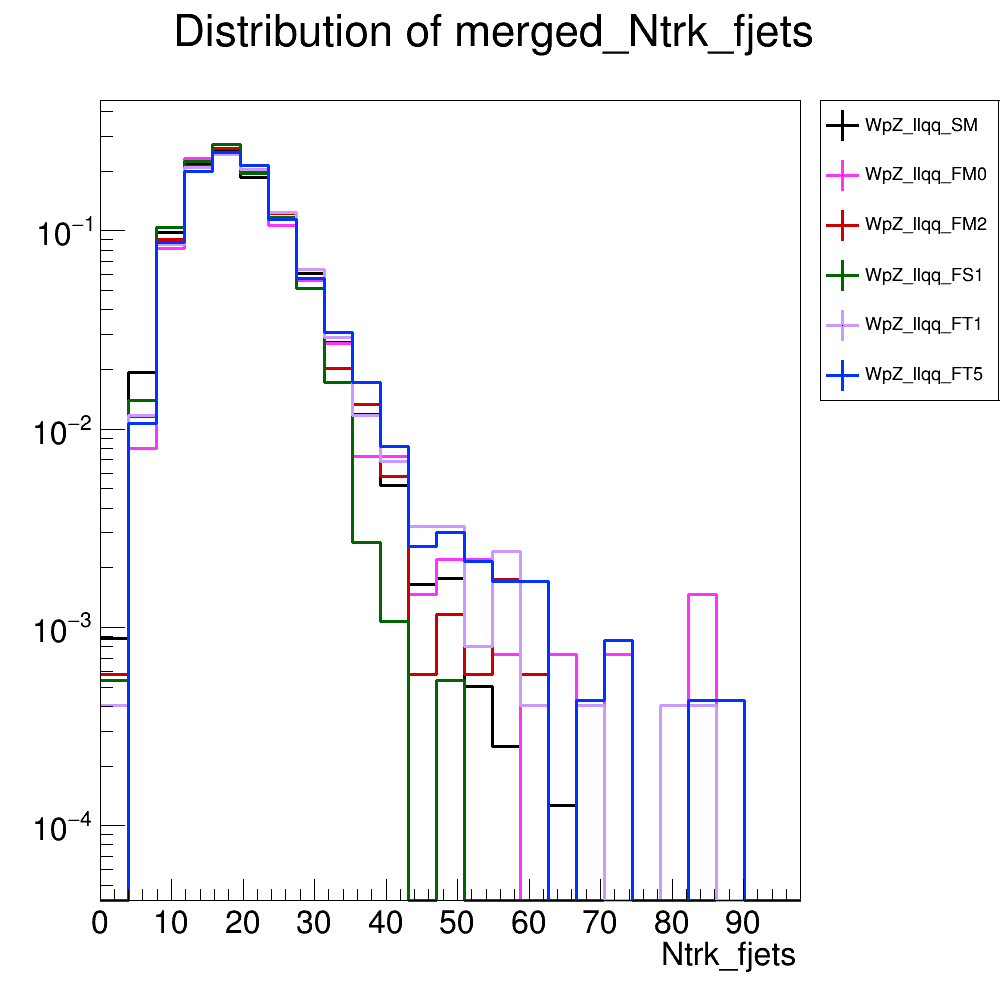 Distribution of merged_Ntrk_fjets
WpZ_llqq_SM
WpZ_llqq_FM0
WpZ_llqq_FM2
WpZ_llqq_FS1
WpZ_llqq_FT1
WpZ_llqq_FT5
10−1
10−2
10−3
10−4
0 10 20 30 40 50 60 70 80 90
Ntrk_fjets